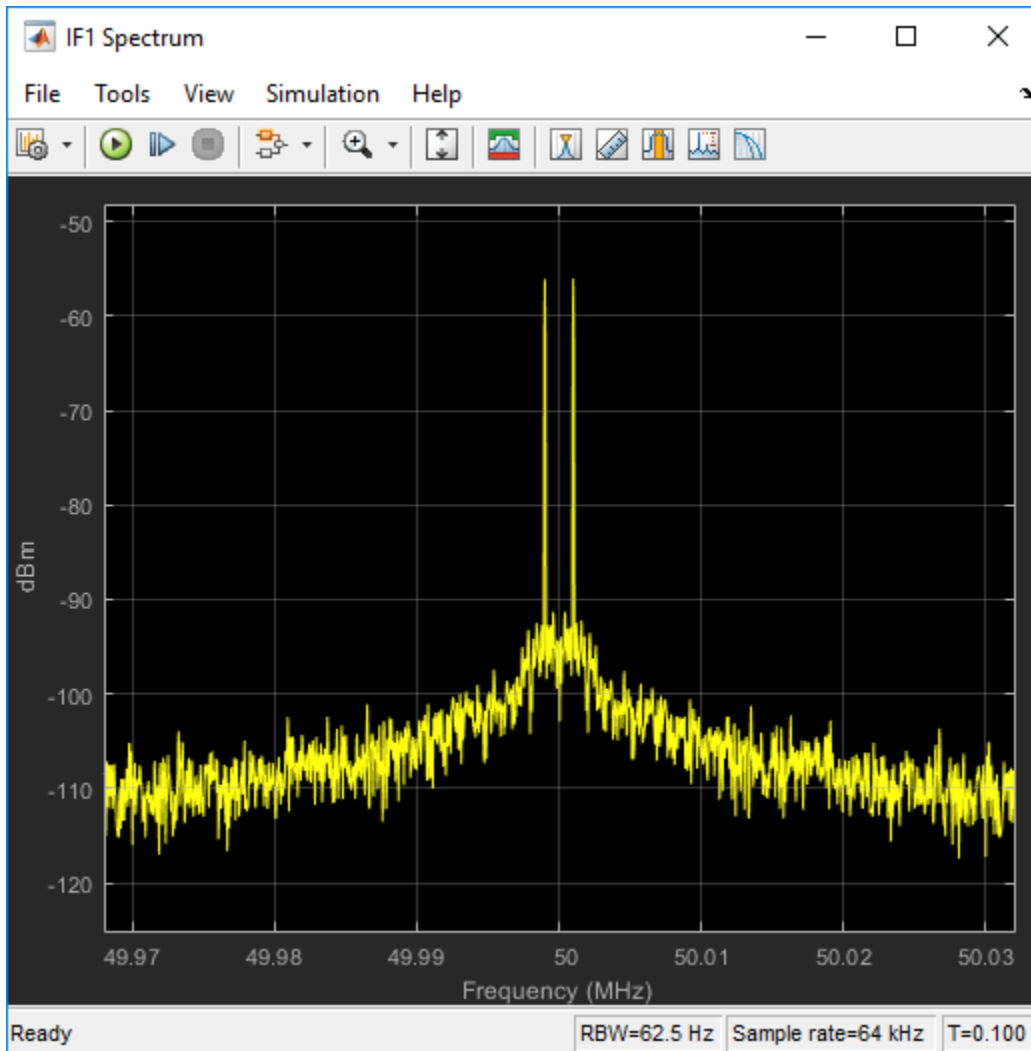 IF1 Spectrum
File Tools View Simulation Help
-50
-60
-70
-80
-90
-100
-110
-120
dBm
49.97 49.98 49.99 50 50.01 50.02 50.03
Frequency (MHz)
Ready RBW=62.5 Hz Sample rate=64 kHz T=0.100